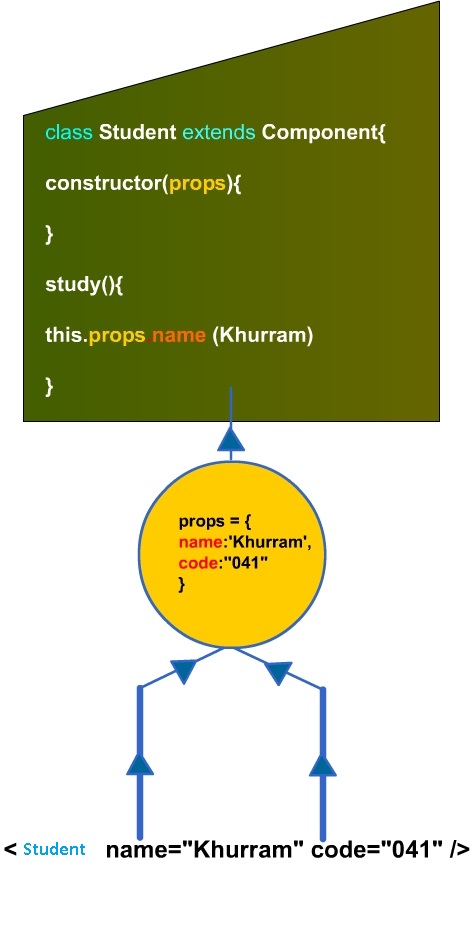 class Student extends Component{
constructor(props){
}
study(){
this.props.name (Khurram)
}
props = {
name:'Khurram',
code:"041"
}
< Student name="Khurram" code="041" />